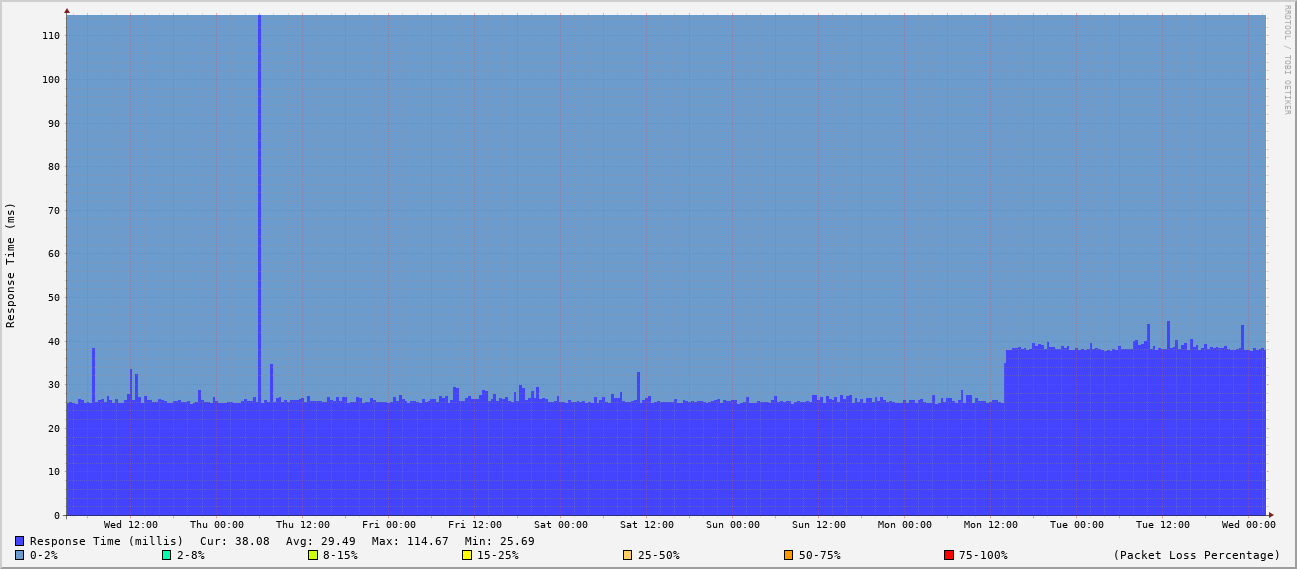 RRDTOOL / TOBI OETIKER
Response Time (ms)
110
100
90
80
70
60
50
40
30
20
10
0
Wed 12:00 Thu 00:00 Thu 12:00 Fri 00:00 Fri 12:00 Sat 00:00 Sat 12:00 Sun 00:00 Sun 12:00 Mon 00:00 Mon 12:00 Tue 00:00 Tue 12:00 Wed 00:00
Response Time (millis) Cur: 38.08 Avg: 29.49 Max: 114.67 Min: 25.69
0-2% 2-8% 8-15% 15-25% 25-50% 50-75% 75-100% (Packet Loss Percentage)